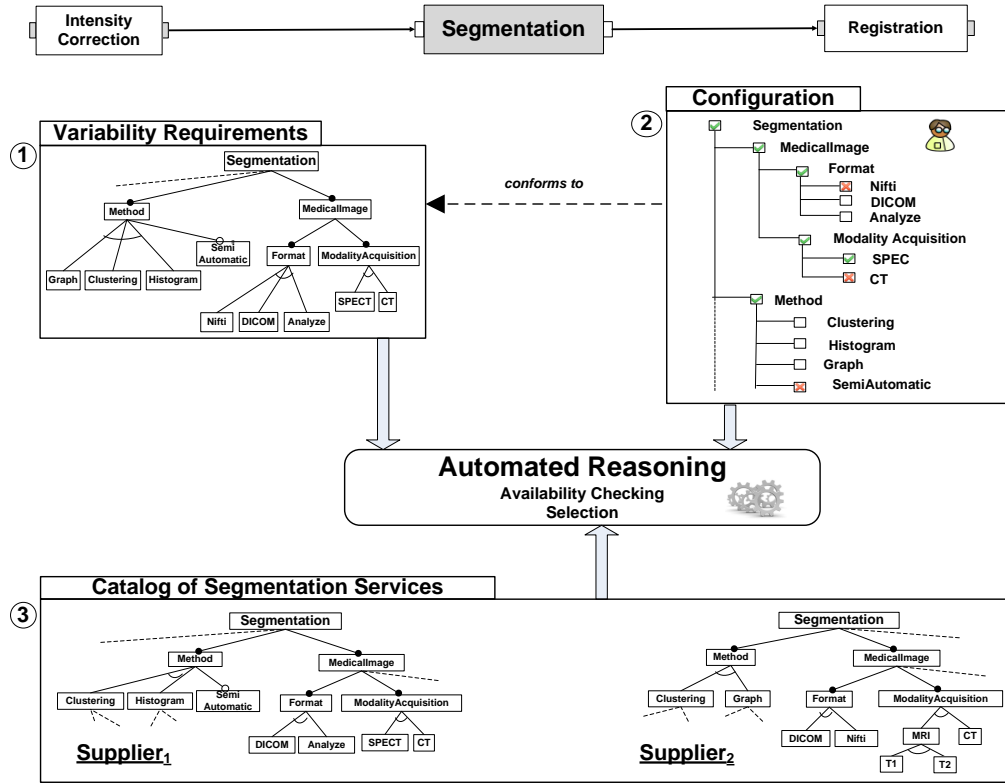 Intensity
Correction
Segmentation
Registration
Variability Requirements
1
Segmentation
Method
MedicalImage
Semi
Automatic
Format
ModalityAcquisition
Graph
Clustering
Histogram
SPECT
CT
Nifti
DICOM
Analyze
conforms to
Configuration
2
Segmentation
MedicalImage
Format
Nifti
DICOM
Analyze
Modality Acquisition
SPEC
CT
Method
Clustering
Histogram
Graph
SemiAutomatic
Automated Reasoning
Availability Checking
Selection
Catalog of Segmentation Services
3
Segmentation
Method
MedicalImage
Clustering
Histogram
Semi
Automatic
Format
ModalityAcquisition
DICOM
Analyze
SPECT
CT
Supplier1
Segmentation
Method
MedicalImage
Clustering
Graph
Format
ModalityAcquisition
DICOM
Nifti
MRI
CT
T1
T2
Supplier2